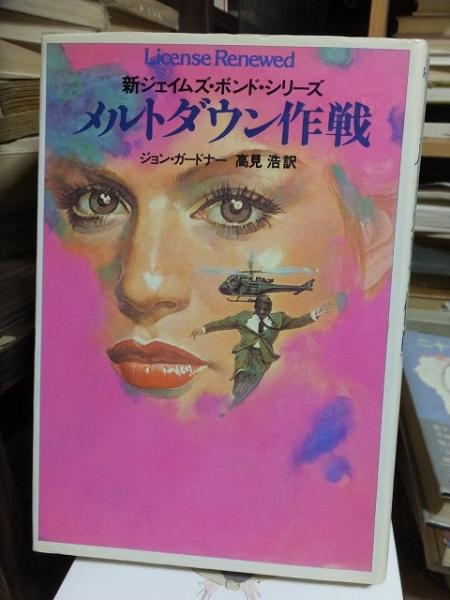 License Renewed
新ジェイムズ・ボンド・シリーズ
メルトダウン作戦
ジョン・ガードナー 高見 浩訳